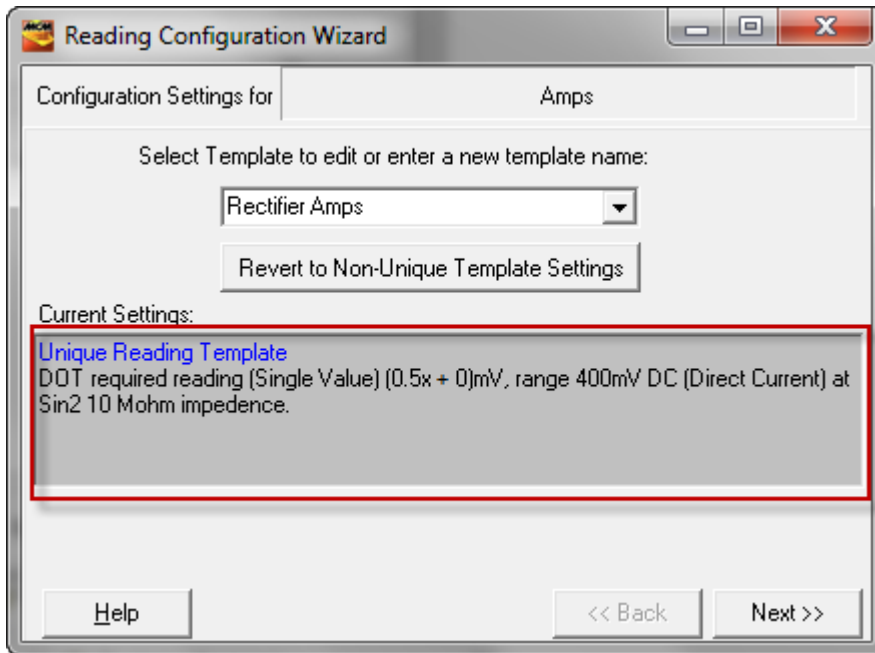 MCM
Reading Configuration Wizard
Configuration Settings for
Amps
Select Template to edit or enter a new template name:
Rectifier Amps
Revert to Non-Unique Template Settings
Current Settings:
Unique Reading Template
DOT required reading (Single Value) (0.5x + 0)mV, range 400mV DC (Direct Current) at
Sin2 10 Mohm impedence.
Help
<< Back
Next >>